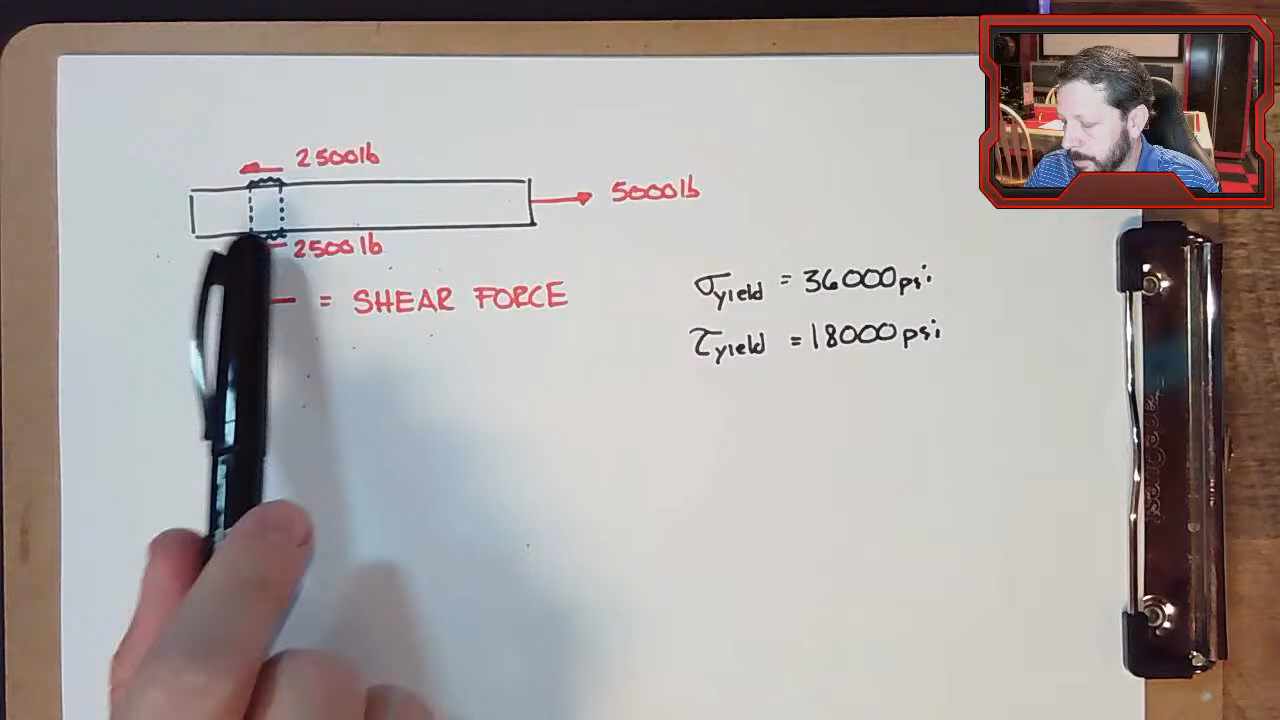 2500lb
5000lb
2500lb
= SHEAR FORCE
σyield = 36000psi
τyield = 18000psi